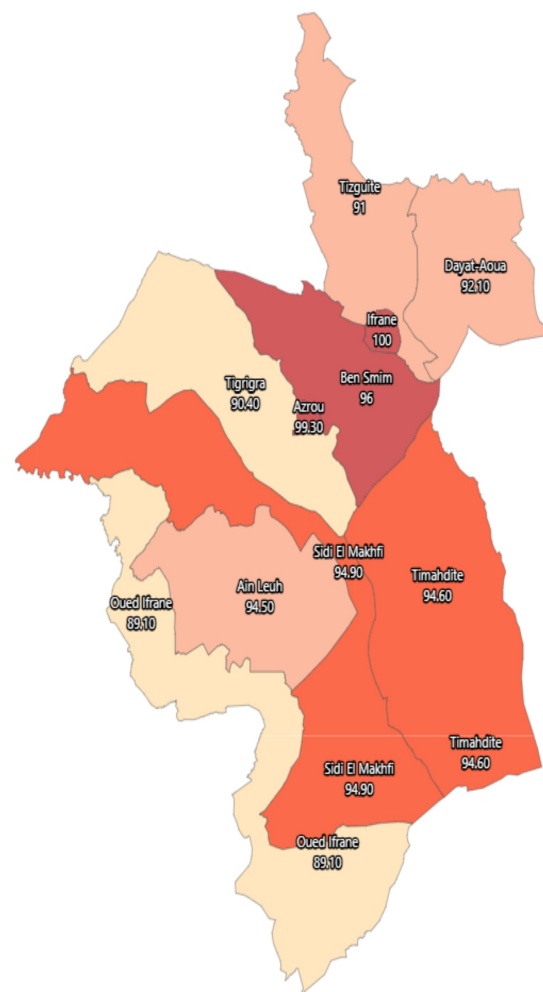 Tizguite
91
Dayat-Aoua
92.10
Ifrane
100
Ben Smim
96
Tigrigra
90.40
Azrou
99.30
Sidi El Makhfi
94.90
Timahdite
94.60
Ain Leuh
94.50
Oued Ifrane
89.10
Timahdite
94.60
Sidi El Makhfi
94.90
Oued Ifrane
89.10